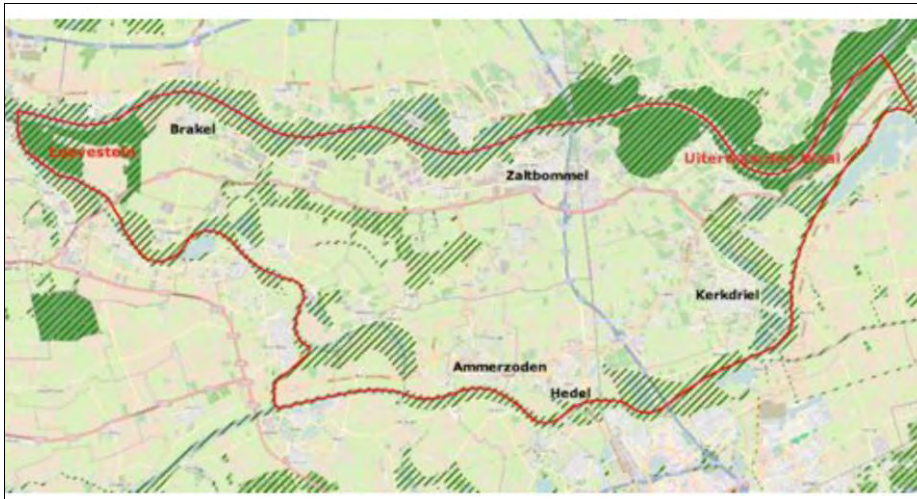 Brakel
Loevestein
Uiterwaarden Waal
Zaltbommel
Kerkdriel
Ammerzoden
Hedel